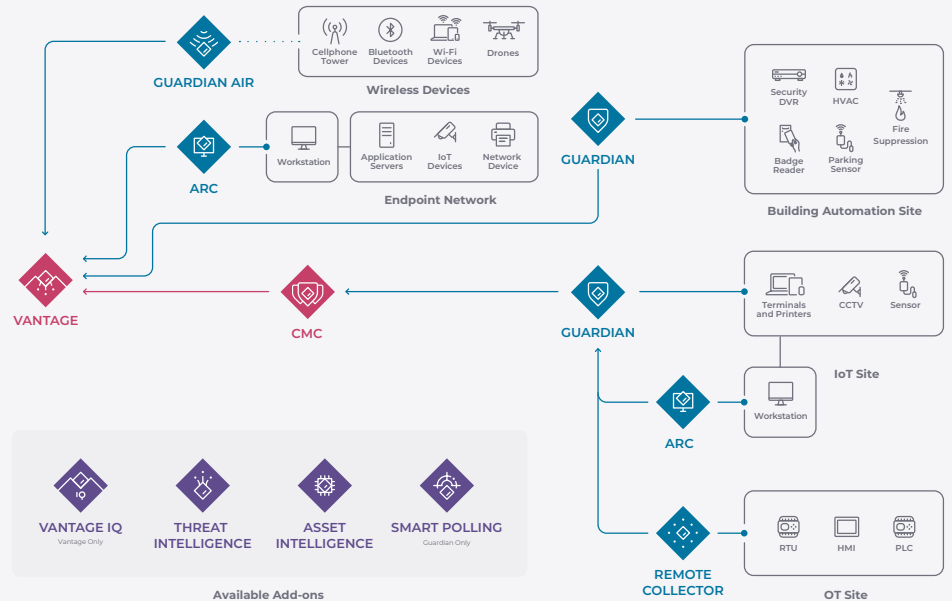 Cellphone
Tower
Bluetooth
Devices
Wi-Fi
Devices
Drones
GUARDIAN AIR
Wireless Devices
Security
DVR
HVAC
Fire
Suppression
Badge
Reader
Parking
Sensor
Building Automation Site
GUARDIAN
Workstation
Application
Servers
IoT
Devices
Network
Device
ARC
Endpoint Network
VANTAGE
CMC
GUARDIAN
Terminals
and Printers
CCTV
Sensor
IoT Site
Workstation
ARC
RTU
HMI
PLC
REMOTE
COLLECTOR
OT Site
IQ
VANTAGE IQ
Vantage Only
THREAT
INTELLIGENCE
ASSET
INTELLIGENCE
SMART POLLING
Guardian Only
Available Add-ons